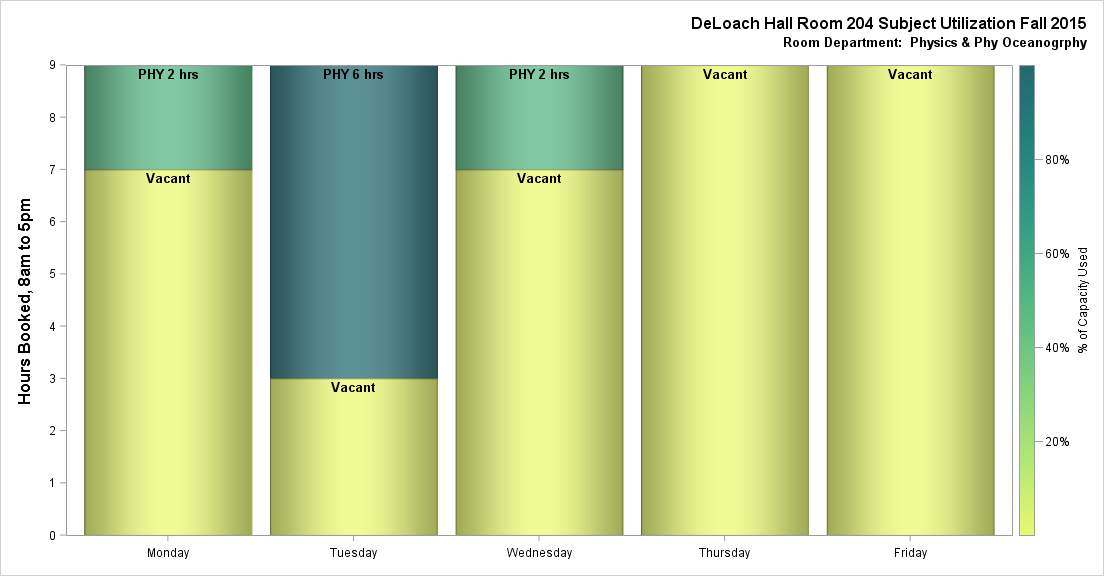 DeLoach Hall Room 204 Subject Utilization Fall 2015
Room Department:  Physics & Phy Oceanogrphy
Hours Booked, 8am to 5pm
9
8
7
6
5
4
3
2
1
0
PHY 2 hrs
Vacant
PHY 6 hrs
Vacant
PHY 2 hrs
Vacant
Vacant
Vacant
Monday
Tuesday
Wednesday
Thursday
Friday
80%
60%
40%
20%
% of Capacity Used